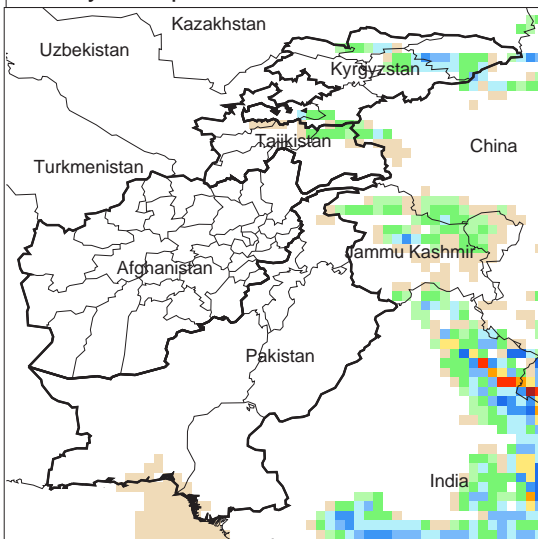 Kazakhstan
Uzbekistan
Kyrgyzstan
Tajikistan
China
Turkmenistan
Jammu Kashmir
Afghanistan
Pakistan
India